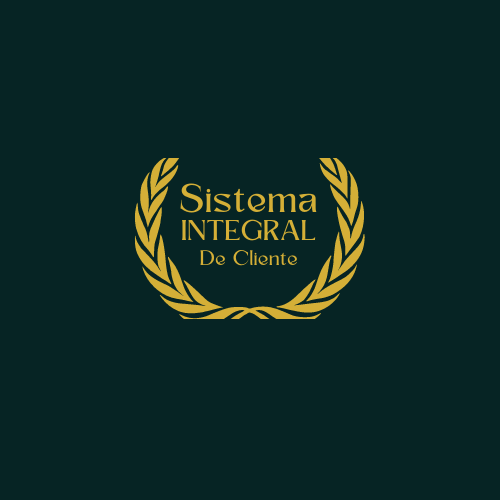 Sistema
INTEGRAL
De Cliente